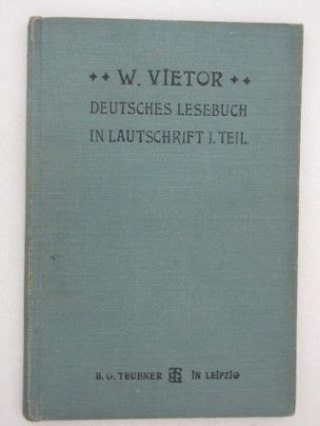 W. VIETOR
DEUTSCHES LESEBUCH
IN LAUTSCHRIFT I. TEIL.
B. G. TEUBNER IN LEIPZIG